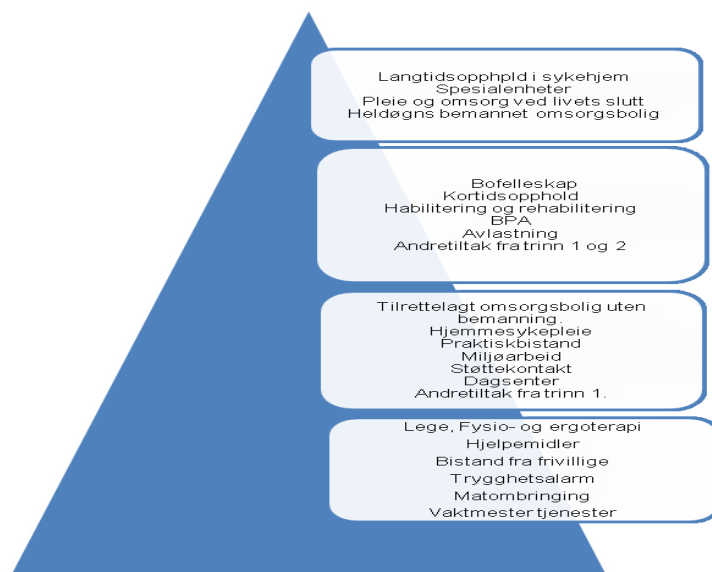 Langtidsopphpld i sykehjem
Spesialenheter
Pleie og omsorg ved livets slutt
Heldøgns bemannet omsorgsbolig
Bofelleskap
Kortidsopphold
Habilitering og rehabilitering
BPA
Avlastning
Andretiltak fra trinn 1 og 2
Tilrettelagt omsorgsbolig uten
bemanning.
Hjemmesykepleie
Praktiskbistand
Miljøarbeid
Støttekontakt
Dagsenter
Andretiltak fra trinn 1.
Lege, Fysio- og ergoterapi
Hjelpemidler
Bistand fra frivillige
Trygghetsalarm
Matombringing
Vaktmestertjenester